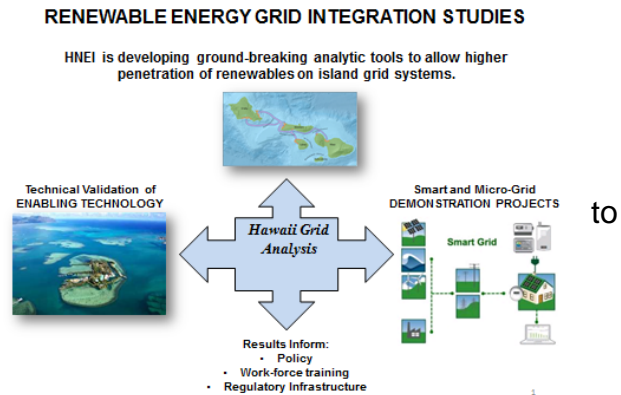 RENEWABLE ENERGY GRID INTEGRATION STUDIES
HNEI is developing ground-breaking analytic tools to allow higher
penetration of renewables on island grid systems.
Technical Validation of
ENABLING TECHNOLOGY
Hawaii Grid
Analysis
Smart and Micro-Grid
DEMONSTRATION PROJECTS
to
Smart Grid
Results Inform:
• Policy
• Work-force training
• Regulatory Infrastructure
1